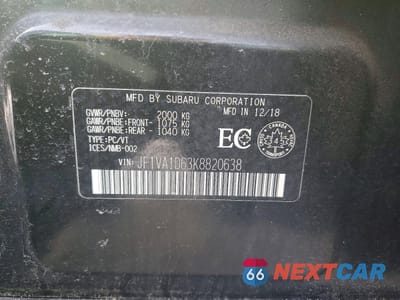 MFD BY SUBARU CORPORATION
GVWR/PNBV: 2000 KG MFD IN 12/18
GAWR/PNBE:FRONT- 1075 KG
GAWR/PNBE:REAR - 1040 KG
TYPE:PC/VT
ICES/NMB-002
EC
VIN: JF1VA1D63K8820638
66 NEXTCAR